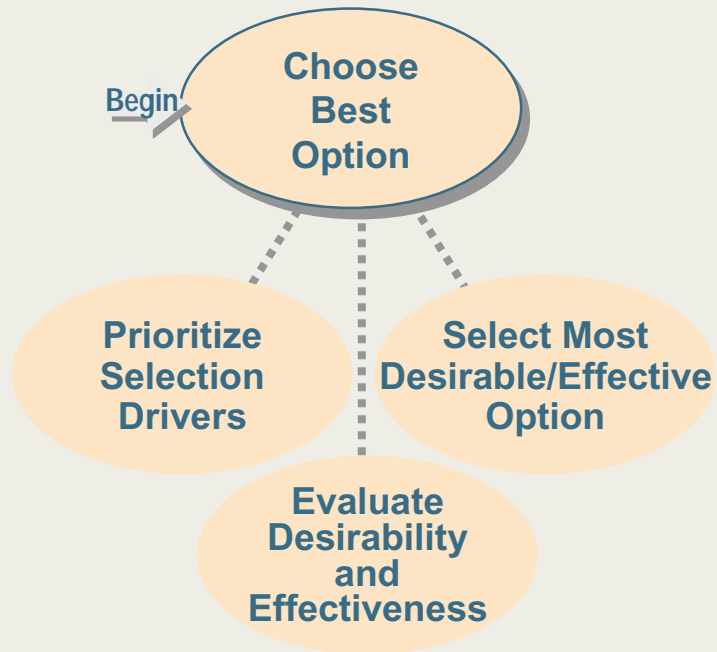 Begin
Choose
Best
Option
Prioritize
Selection
Drivers
Select Most
Desirable/Effective
Option
Evaluate
Desirability
and
Effectiveness